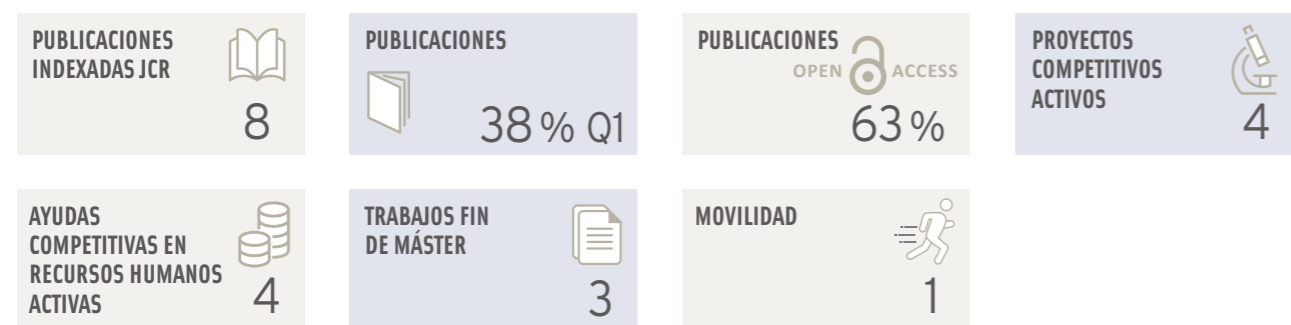 PUBLICACIONES
INDEXADAS JCR
8
PUBLICACIONES
38 % Q1
PUBLICACIONES
OPEN ACCESS
63 %
PROYECTOS
COMPETITIVOS
ACTIVOS
4
AYUDAS
COMPETITIVAS EN
RECURSOS HUMANOS
ACTIVAS
4
TRABAJOS FIN
DE MÁSTER
3
MOVILIDAD
1